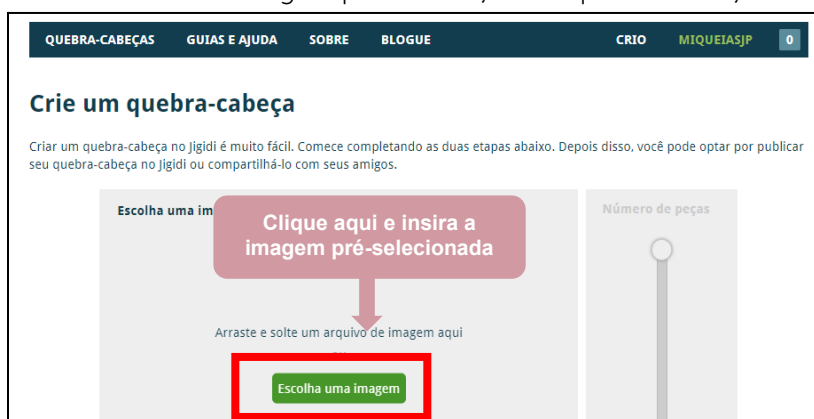 QUEBRA-CABEÇAS GUIAS E AJUDA SOBRE BLOGUE CRIO MIQUEIASJP 0
Crie um quebra-cabeça
Criar um quebra-cabeça no Jigidi é muito fácil. Comece completando as duas etapas abaixo. Depois disso, você pode optar por publicar
seu quebra-cabeça no Jigidi ou compartilhá-lo com seus amigos.
Escolha uma im
Número de peças
Clique aqui e insira a
imagem pré-selecionada
Arraste e solte um arquivo de imagem aqui
Escolha uma imagem